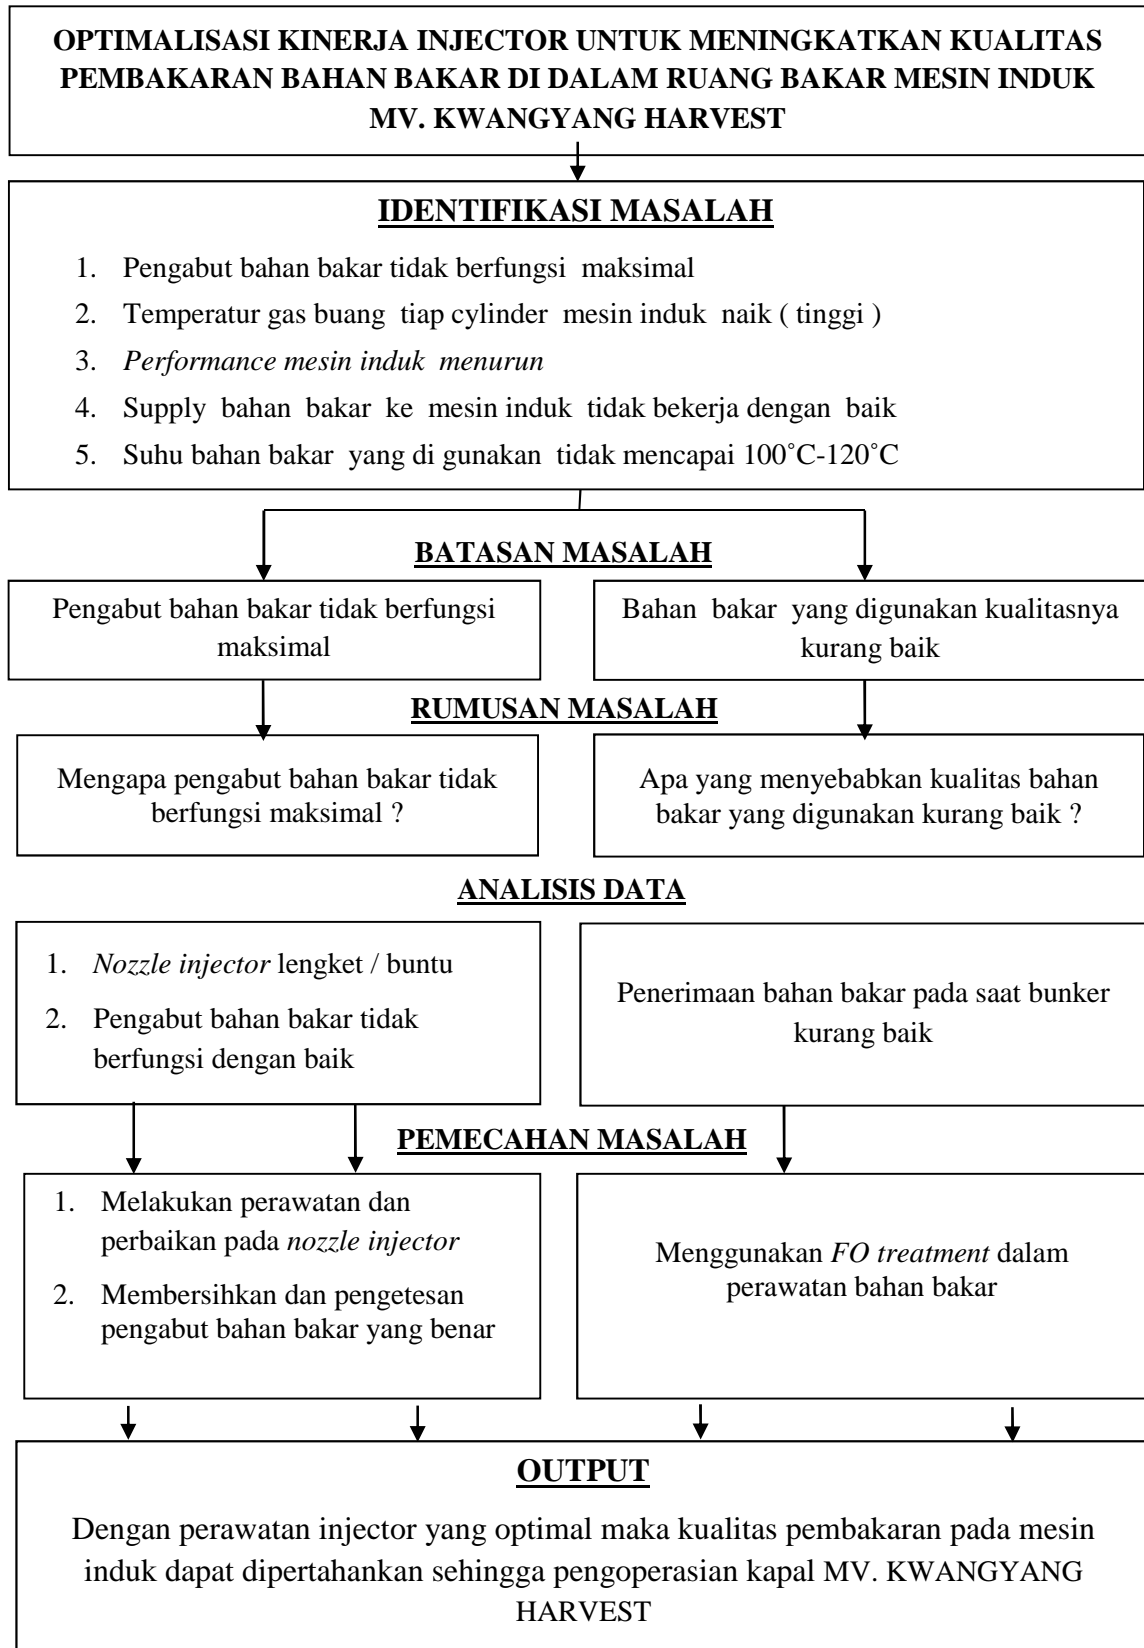 OPTIMALISASI KINERJA INJECTOR UNTUK MENINGKATKAN KUALITAS
PEMBAKARAN BAHAN BAKAR DI DALAM RUANG BAKAR MESIN INDUK
MV. KWANGYANG HARVEST
IDENTIFIKASI MASALAH
1. Pengabut bahan bakar tidak berfungsi maksimal
2. Temperatur gas buang tiap cylinder mesin induk naik ( tinggi )
3. Performance mesin induk menurun
4. Supply bahan bakar ke mesin induk tidak bekerja dengan baik
5. Suhu bahan bakar yang di gunakan tidak mencapai 100˚C-120˚C
BATASAN MASALAH
Pengabut bahan bakar tidak berfungsi
maksimal
Bahan bakar yang digunakan kualitasnya
kurang baik
RUMUSAN MASALAH
Mengapa pengabut bahan bakar tidak
berfungsi maksimal ?
Apa yang menyebabkan kualitas bahan
bakar yang digunakan kurang baik ?
ANALISIS DATA
1. Nozzle injector lengket / buntu
2. Pengabut bahan bakar tidak
berfungsi dengan baik
Penerimaan bahan bakar pada saat bunker
kurang baik
PEMECAHAN MASALAH
1. Melakukan perawatan dan
perbaikan pada nozzle injector
2. Membersihkan dan pengetesan
pengabut bahan bakar yang benar
Menggunakan FO treatment dalam
perawatan bahan bakar
OUTPUT
Dengan perawatan injector yang optimal maka kualitas pembakaran pada mesin
induk dapat dipertahankan sehingga pengoperasian kapal MV. KWANGYANG
HARVEST